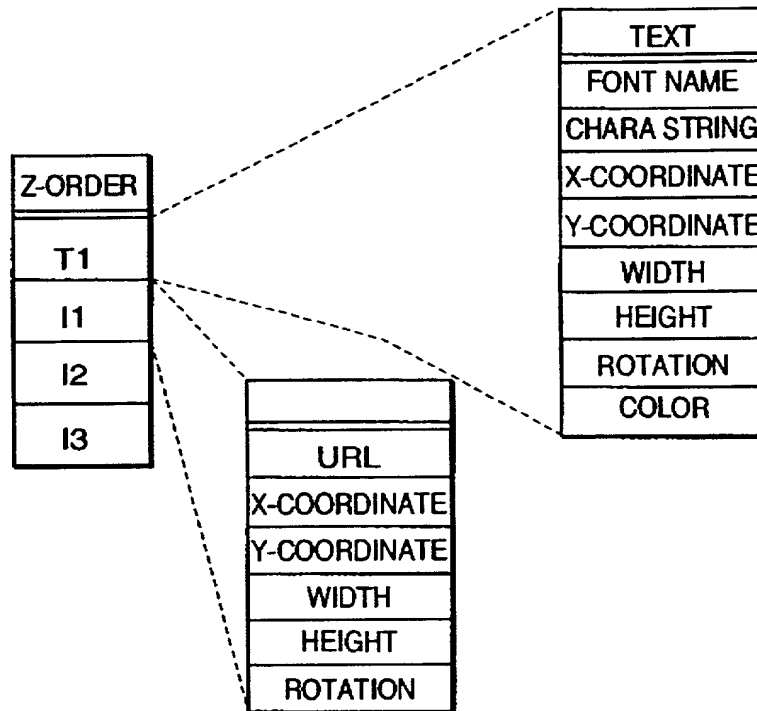 Z-ORDER
T1
I1
I2
I3
TEXT
FONT NAME
CHARA STRING
X-COORDINATE
Y-COORDINATE
WIDTH
HEIGHT
ROTATION
COLOR
URL
X-COORDINATE
Y-COORDINATE
WIDTH
HEIGHT
ROTATION